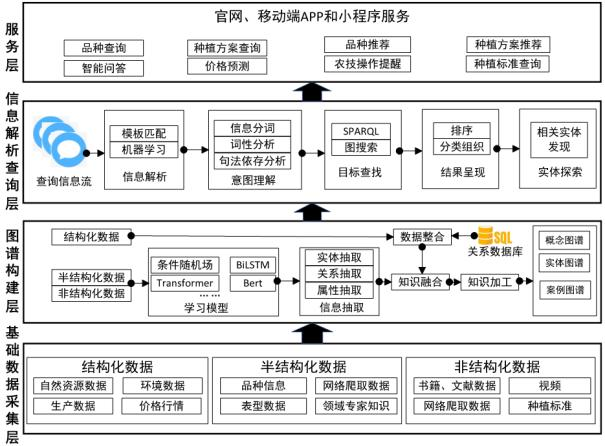 服务层
官网、移动端APP和小程序服务
品种查询 种植方案查询 品种推荐 种植方案推荐
智能问答 价格预测 农技操作提醒 种植标准查询
信息解析查询层
查询信息流
模板匹配
机器学习
信息解析
信息分词
词性分析
句法依存分析
意图理解
SPARQL
图搜索
目标查找
排序
分类组织
结果呈现
相关实体
发现
实体探索
图谱构建层
结构化数据
数据整合
SQL
关系数据库
半结构化数据
非结构化数据
条件随机场 BiLSTM
Transformer Bert
……
学习模型
实体抽取
关系抽取
属性抽取
信息抽取
知识融合
知识加工
概念图谱
实体图谱
案例图谱
基础数据采集层
结构化数据
自然资源数据 环境数据
生产数据 价格行情
半结构化数据
品种信息 网络爬取数据
表型数据 领域专家知识
非结构化数据
书籍、文献数据 视频
网络爬取数据 种植标准